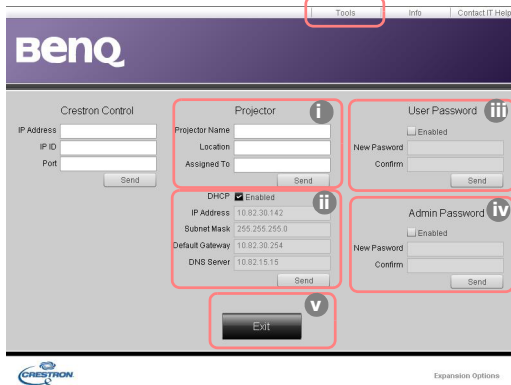 Tools Info Contact IT Help
BenQ
Crestron Control
IP Address
IP ID
Port
Send
Projector
i
Projector Name
Location
Assigned To
Send
ii
DHCP Enabled
IP Address 10.82.30.142
Subnet Mask 255.255.255.0
Default Gateway 10.82.30.254
DNS Server 10.82.15.15
Send
User Password
iii
Enabled
New Pasword
Confirm
Send
Admin Password
iv
Enabled
New Pasword
Confirm
Send
v
Exit
CRESTRON
Expansion Options